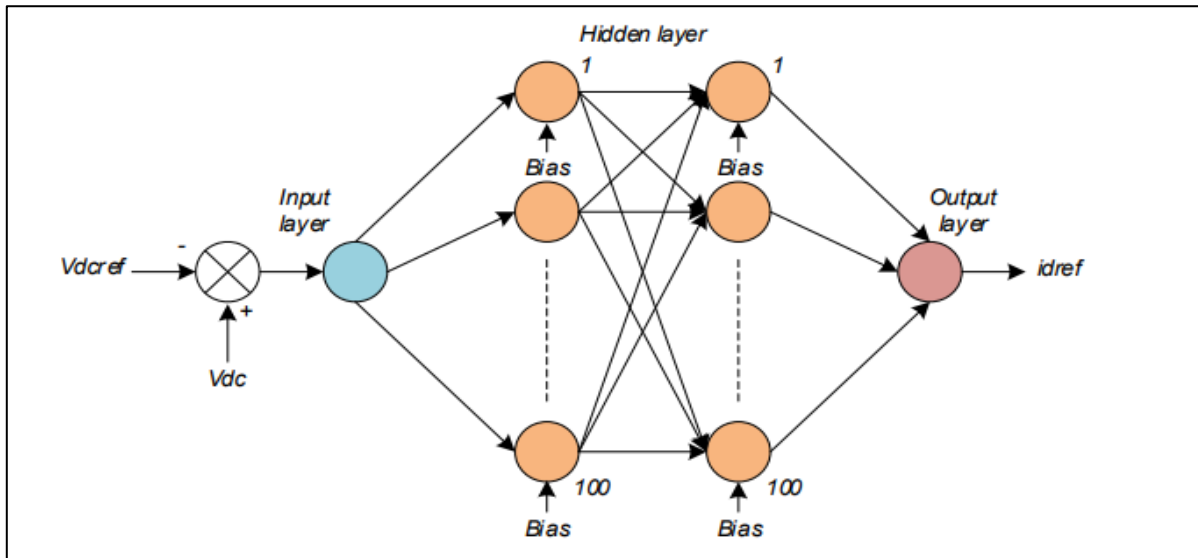 Hidden layer
1
1
Bias
Bias
Input
layer
Output
layer
-
Vdcref
idref
+
Vdc
100
100
Bias
Bias